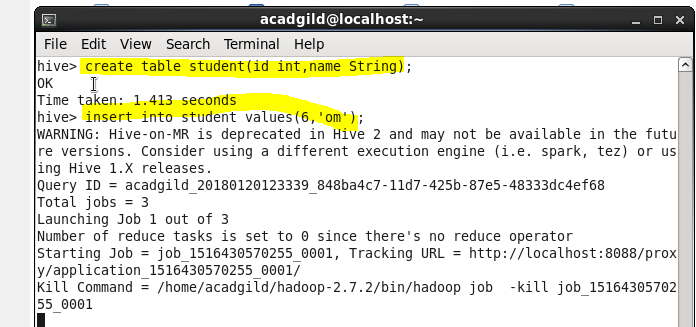 acadgild@localhost:~
File Edit View Search Terminal Help
hive> create table student(id int,name String);
OK
Time taken: 1.413 seconds
hive> insert into student values(6,'om');
WARNING: Hive-on-MR is deprecated in Hive 2 and may not be available in the futu
re versions. Consider using a different execution engine (i.e. spark, tez) or us
ing Hive 1.X releases.
Query ID = acadgild_20180120123339_848ba4c7-11d7-425b-87e5-48333dc4ef68
Total jobs = 3
Launching Job 1 out of 3
Number of reduce tasks is set to 0 since there's no reduce operator
Starting Job = job_1516430570255_0001, Tracking URL = http://localhost:8088/prox
y/application_1516430570255_0001/
Kill Command = /home/acadgild/hadoop-2.7.2/bin/hadoop job  -kill job_15164305702
55_0001